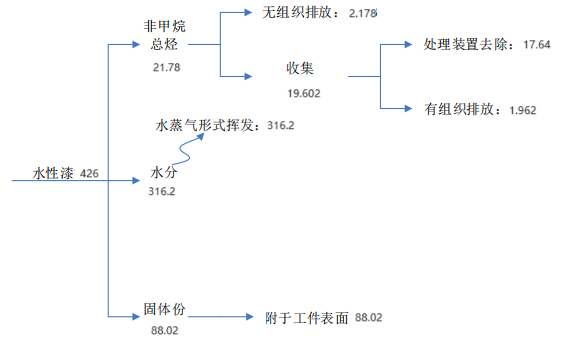 非甲烷
总烃
21.78
无组织排放：2.178
收集
19.602
处理装置去除：17.64
有组织排放：1.962
水蒸气形式挥发：316.2
水性漆 426
水分
316.2
固体份
88.02
附于工件表面 88.02